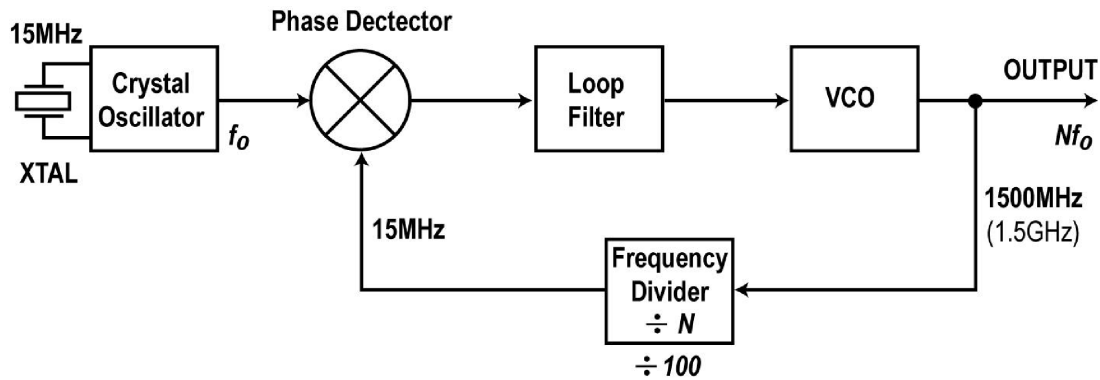 Phase Dectector
15MHz
Crystal
Oscillator
XTAL
fo
Loop
Filter
VCO
OUTPUT
Nfo
1500MHz
(1.5GHz)
15MHz
Frequency
Divider
÷ N
÷ 100